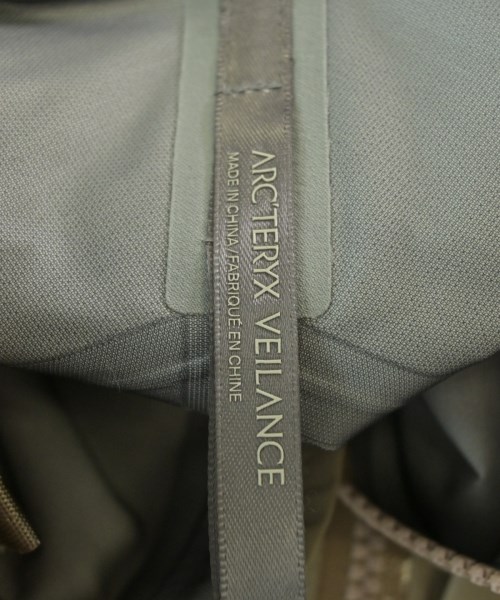 ARC'TERYX VEILANCE
MADE IN CHINA/FABRIQUÉ EN CHINE